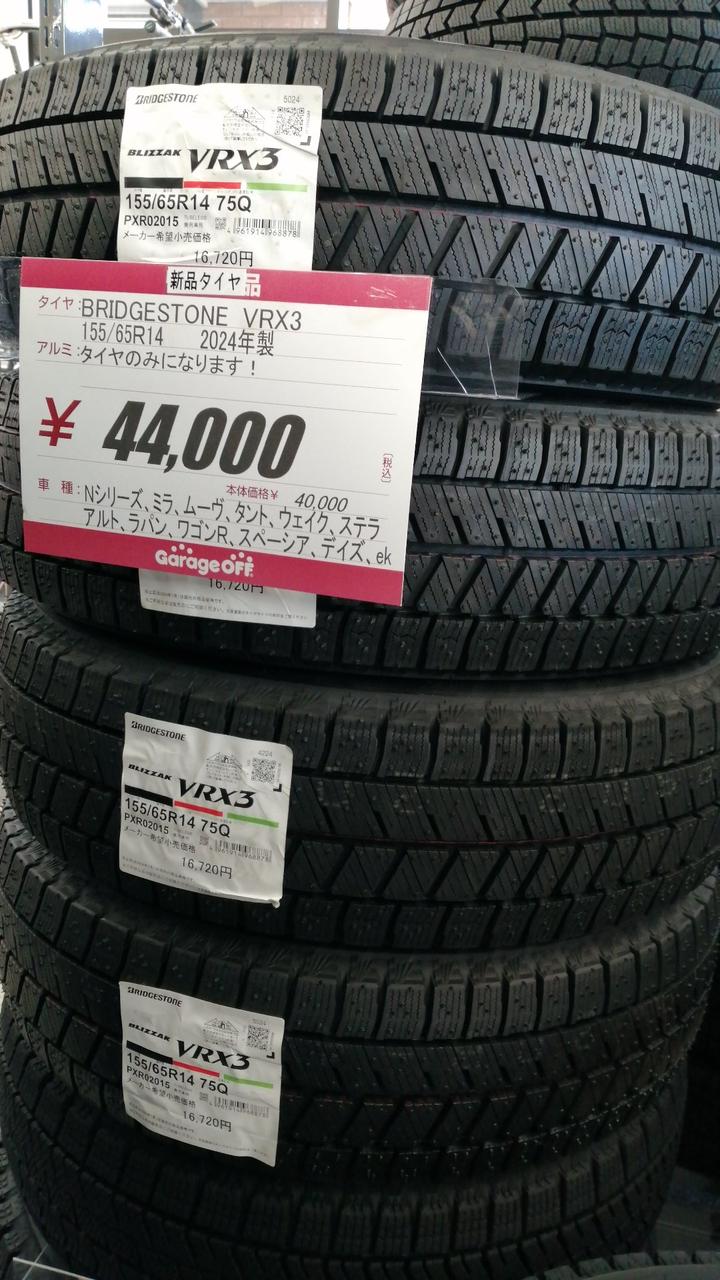 BRIDGESTONE
5024
BLIZZAK VRX3
155/65R14 75Q
PXR02015
メーカー希望小売価格
4961914968878
16,720円
新品タイヤ 品
タイヤ:BRIDGESTONE VRX3
155/65R14 2024年製
アルミ:タイヤのみになります!
¥ 44,000
(税込)
本体価格¥ 40,000
車種:Nシリーズ、ミラ、ムーヴ、タント、ウェイク、ステラ
アルト、ラパン、ワゴンR、スペーシア、デイズ、ek
GarageOFF
16,720円
BRIDGESTONE
4224
BLIZZAK VRX3
155/65R14 75Q
PXR02015
メーカー希望小売価格
16,720円
BRIDGESTONE
BLIZZAK VRX3
155/65R14 75Q
PXR02015
メーカー希望小売価格
16,720円